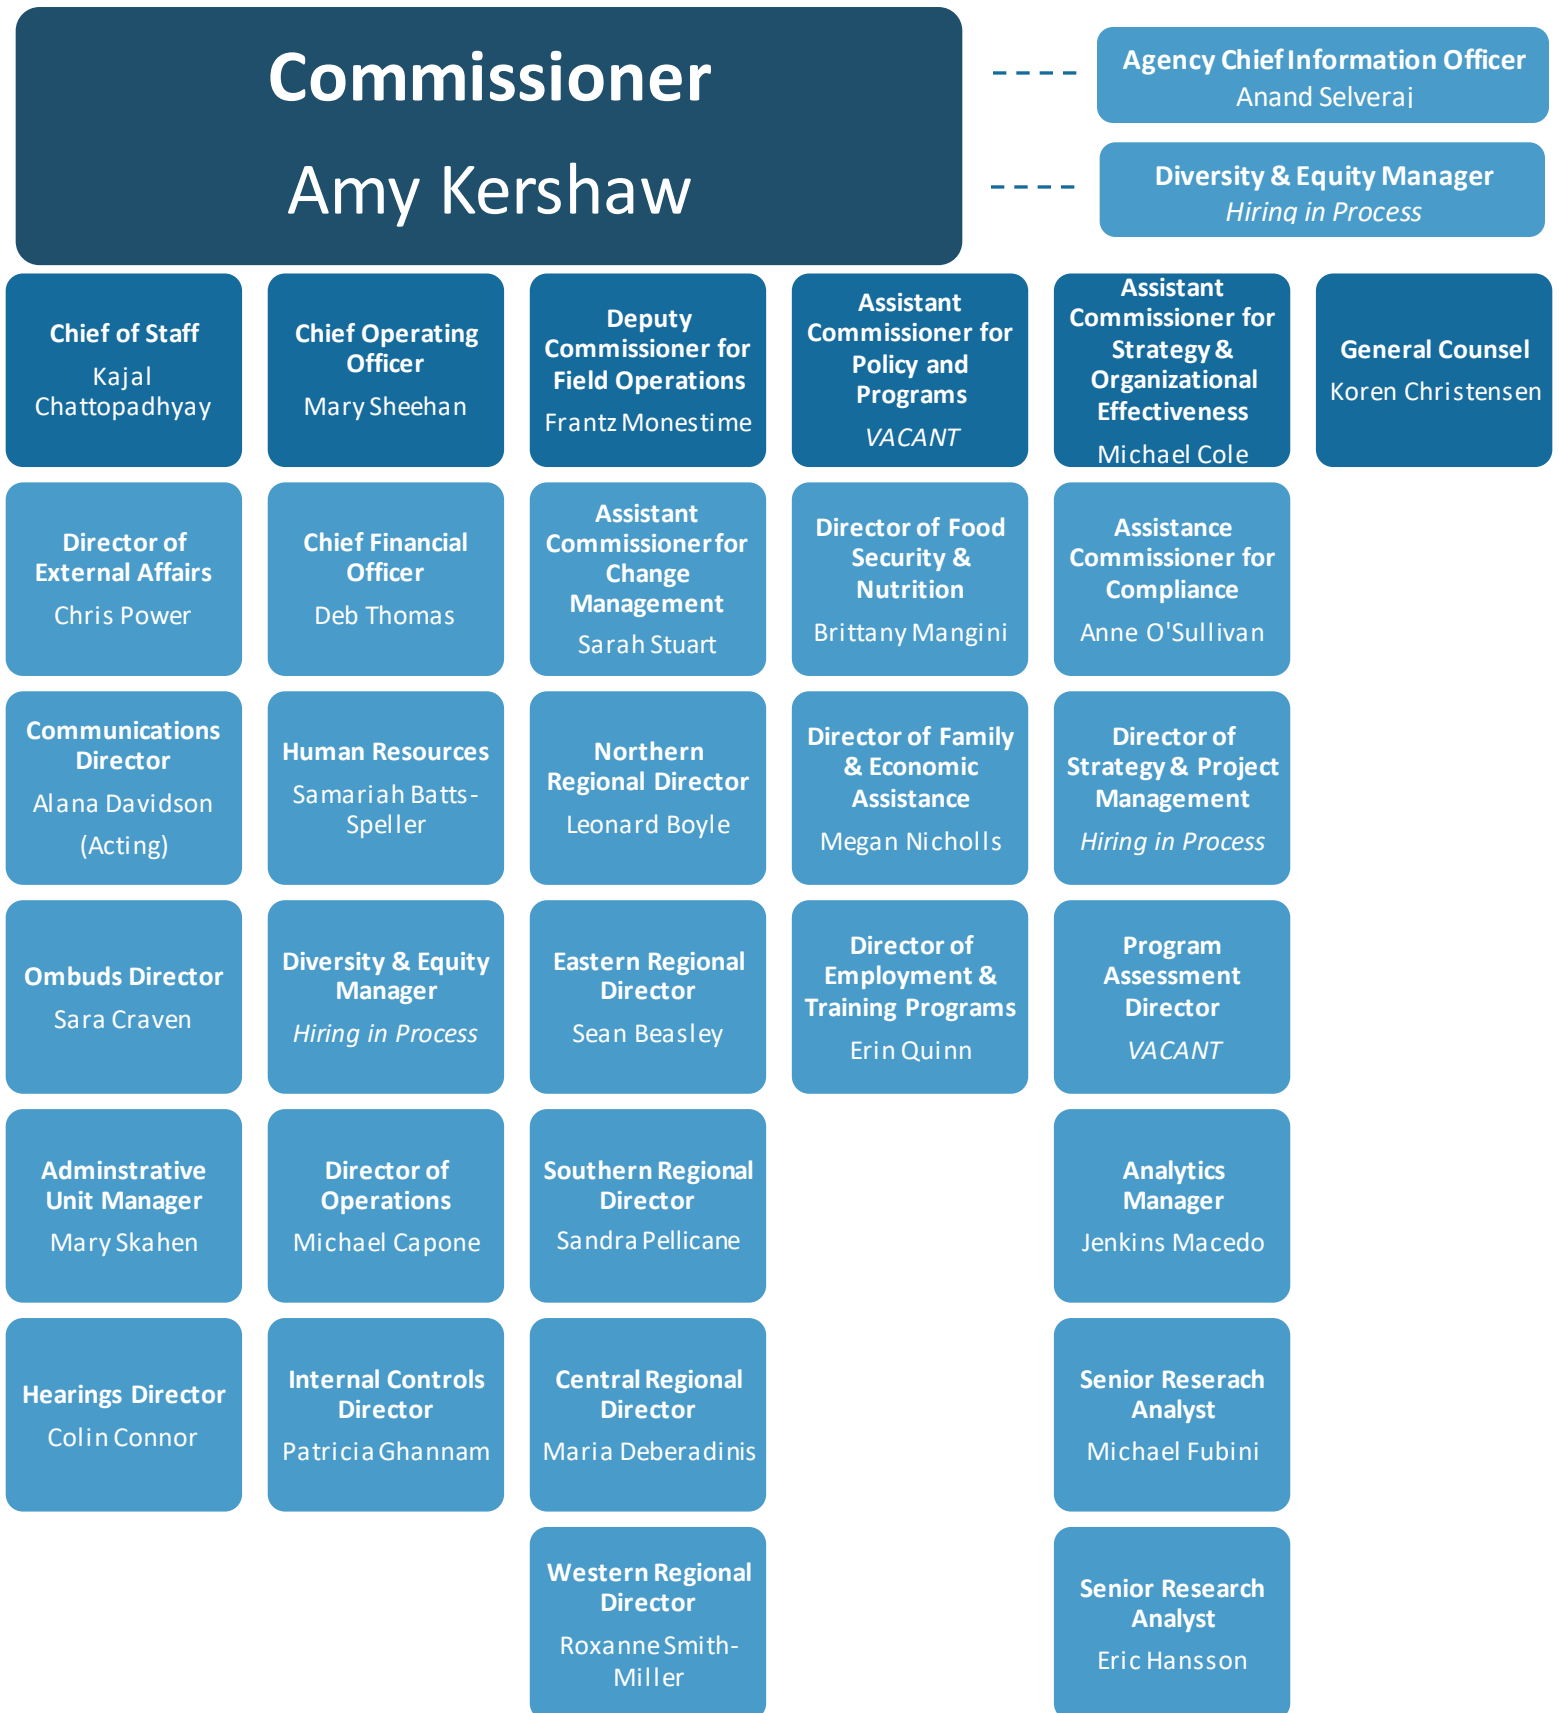 Commissioner
Amy Kershaw
Agency Chief Information Officer
Anand Selveraj
Diversity & Equity Manager
Hiring in Process
Chief of Staff
Kajal
Chattopadhyay
Chief Operating
Officer
Mary Sheehan
Deputy
Commissioner for
Field Operations
Frantz Monestime
Assistant
Commissioner for
Policy and
Programs
VACANT
Assistant
Commissioner for
Strategy &
Organizational
Effectiveness
Michael Cole
General Counsel
Koren Christensen
Director of
External Affairs
Chris Power
Chief Financial
Officer
Deb Thomas
Assistant
Commissioner for
Change
Management
Sarah Stuart
Director of Food
Security &
Nutrition
Brittany Mangini
Assistance
Commissioner for
Compliance
Anne O'Sullivan
Communications
Director
Alana Davidson
(Acting)
Human Resources
Samariah Batts-
Speller
Northern
Regional Director
Leonard Boyle
Director of Family
& Economic
Assistance
Megan Nicholls
Director of
Strategy & Project
Management
Hiring in Process
Ombuds Director
Sara Craven
Diversity & Equity
Manager
Hiring in Process
Eastern Regional
Director
Sean Beasley
Director of
Employment &
Training Programs
Erin Quinn
Program
Assessment
Director
VACANT
Adminstrative
Unit Manager
Mary Skahen
Director of
Operations
Michael Capone
Southern Regional
Director
Sandra Pellicane
Analytics
Manager
Jenkins Macedo
Hearings Director
Colin Connor
Internal Controls
Director
Patricia Ghannam
Central Regional
Director
Maria Deberadinis
Senior Reserach
Analyst
Michael Fubini
Western Regional
Director
Roxanne Smith-
Miller
Senior Research
Analyst
Eric Hansson